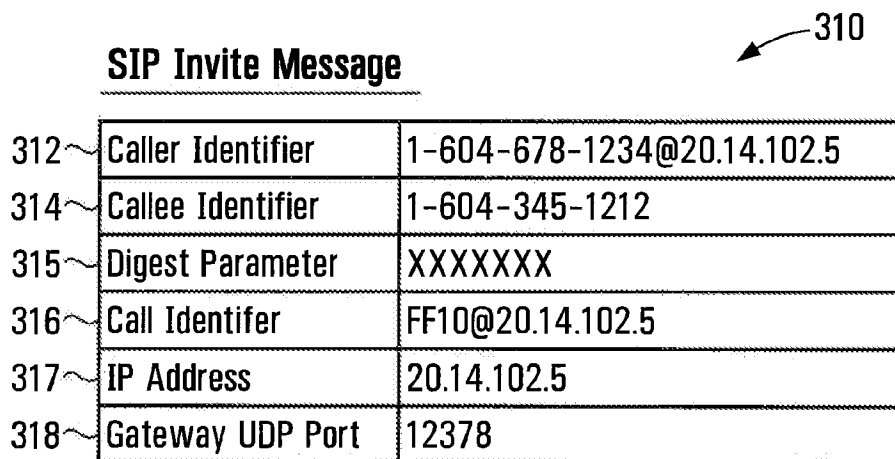 310
SIP Invite Message
312 Caller Identifier 1-604-678-1234@20.14.102.5
314 Callee Identifier 1-604-345-1212
315 Digest Parameter XXXXXXX
316 Call Identifer FF10@20.14.102.5
317 IP Address 20.14.102.5
318 Gateway UDP Port 12378